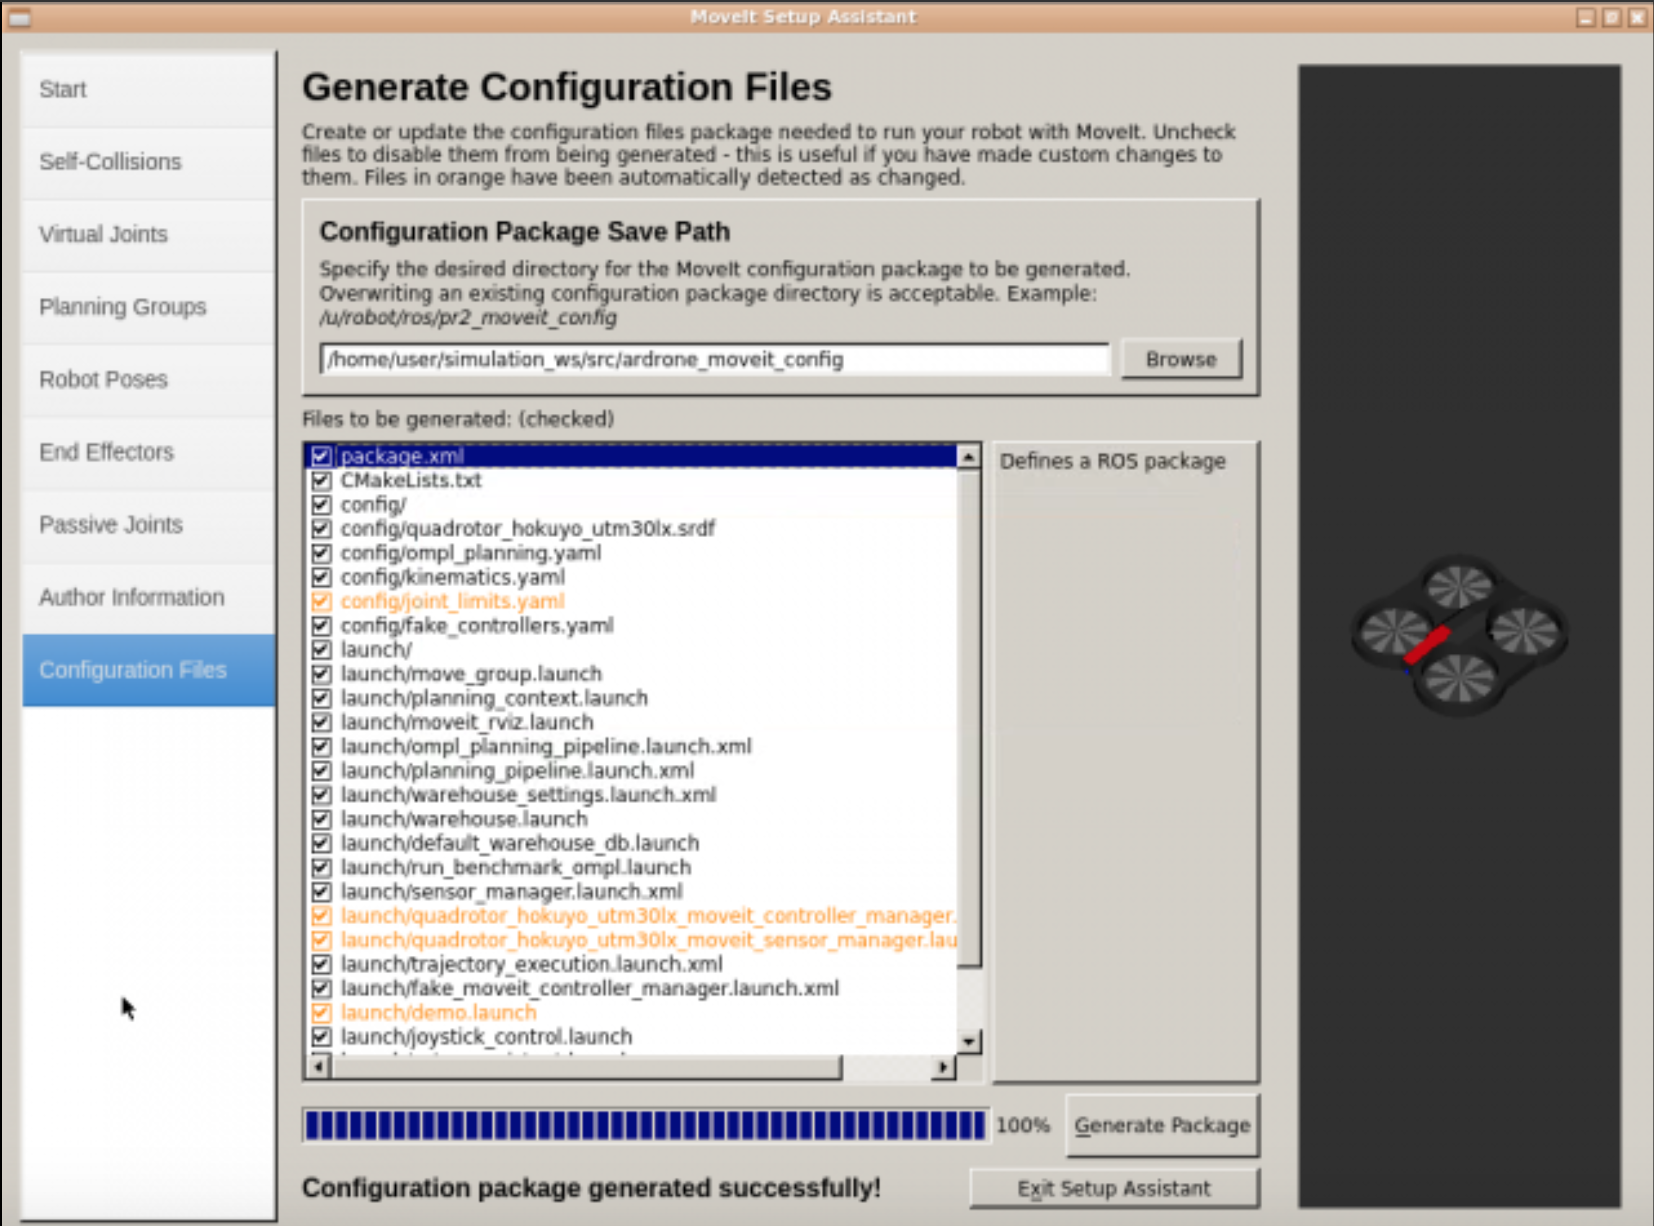 MoveIt Setup Assistant
Start
Self-Collisions
Virtual Joints
Planning Groups
Robot Poses
End Effectors
Passive Joints
Author Information
Configuration Files
Generate Configuration Files
Create or update the configuration files package needed to run your robot with MoveIt. Uncheck
files to disable them from being generated - this is useful if you have made custom changes to
them. Files in orange have been automatically detected as changed.
Configuration Package Save Path
Specify the desired directory for the MoveIt configuration package to be generated.
Overwriting an existing configuration package directory is acceptable. Example:
/u/robot/ros/pr2_moveit_config
/home/user/simulation_ws/src/ardrone_moveit_config
Browse
Files to be generated: (checked)
package.xml
CMakeLists.txt
config/
config/quadrotor_hokuyo_utm30lx.srdf
config/ompl_planning.yaml
config/kinematics.yaml
config/joint_limits.yaml
config/fake_controllers.yaml
launch/
launch/move_group.launch
launch/planning_context.launch
launch/moveit_rviz.launch
launch/ompl_planning_pipeline.launch.xml
launch/planning_pipeline.launch.xml
launch/warehouse_settings.launch.xml
launch/warehouse.launch
launch/default_warehouse_db.launch
launch/run_benchmark_ompl.launch
launch/sensor_manager.launch.xml
launch/quadrotor_hokuyo_utm30lx_moveit_controller_manager.
launch/quadrotor_hokuyo_utm30lx_moveit_sensor_manager.lau
launch/trajectory_execution.launch.xml
launch/fake_moveit_controller_manager.launch.xml
launch/demo.launch
launch/joystick_control.launch
Defines a ROS package
100%
Generate Package
Configuration package generated successfully!
Exit Setup Assistant